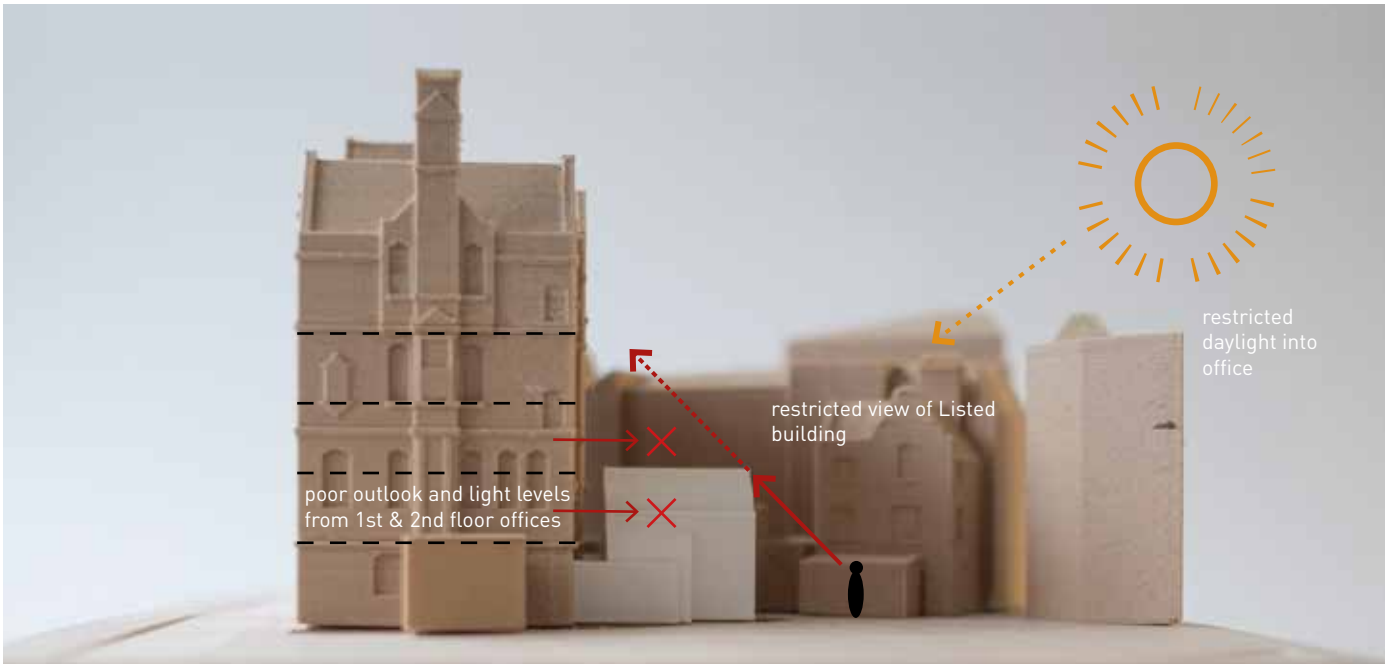 restricted
daylight into
office
restricted view of Listed
building
poor outlook and light levels
from 1st & 2nd floor offices